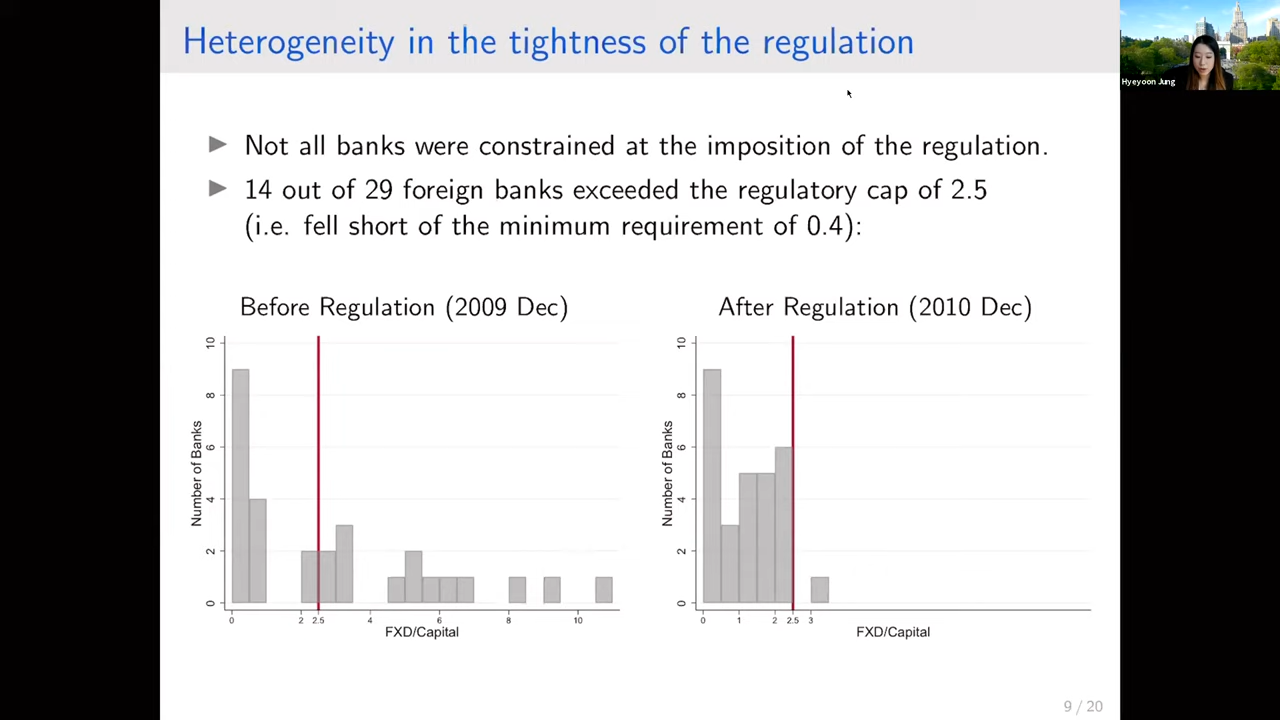 Heterogeneity in the tightness of the regulation
Hyeyoon Jung
Not all banks were constrained at the imposition of the regulation.
14 out of 29 foreign banks exceeded the regulatory cap of 2.5
(i.e. fell short of the minimum requirement of 0.4):
Before Regulation (2009 Dec)
Number of Banks
10
8
6
4
2
0
0 2 2.5 4 6 8 10
FXD/Capital
After Regulation (2010 Dec)
Number of Banks
10
8
6
4
2
0
0 1 2 2.5 3
FXD/Capital
9 / 20